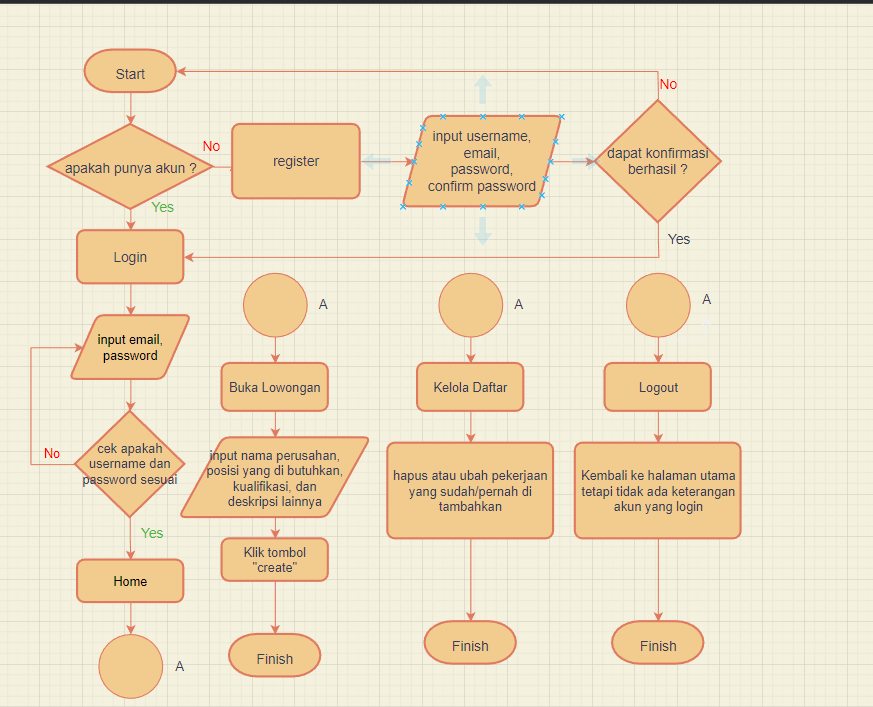 Start
apakah punya akun ?
No
register
input username,
email,
password,
confirm password
dapat konfirmasi
berhasil ?
No
Yes
Yes
Login
input email,
password
cek apakah
username dan
password sesuai
No
Yes
Home
A
A
Buka Lowongan
input nama perusahan,
posisi yang di butuhkan,
kualifikasi, dan
deskripsi lainnya
Klik tombol
"create"
Finish
A
Kelola Daftar
hapus atau ubah pekerjaan
yang sudah/pernah di
tambahkan
Finish
A
Logout
Kembali ke halaman utama
tetapi tidak ada keterangan
akun yang login
Finish